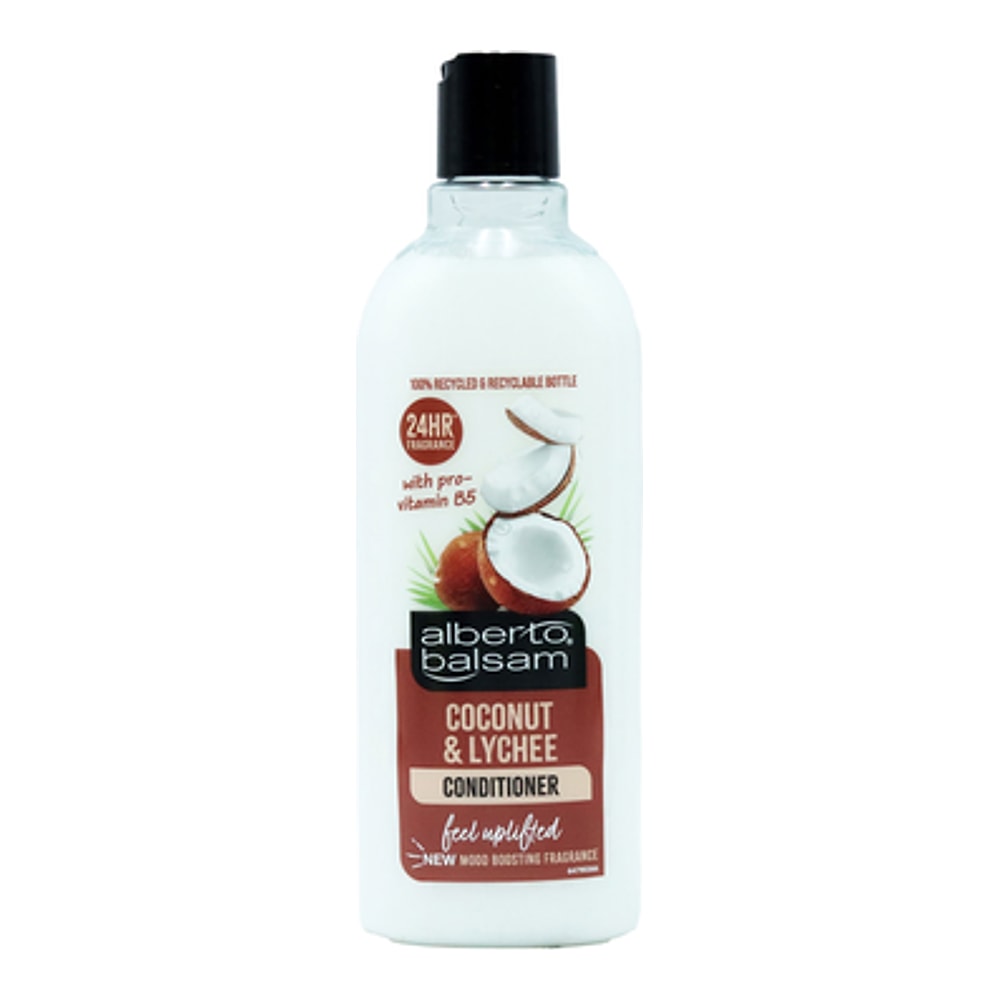 100% RECYCLED & RECYCLABLE BOTTLE
24HR™
FRAGRANCE
with pro-
vitamin B5
alberto®
balsam
COCONUT
& LYCHEE
CONDITIONER
feel uplifted
NEW MOOD BOOSTING FRAGRANCE